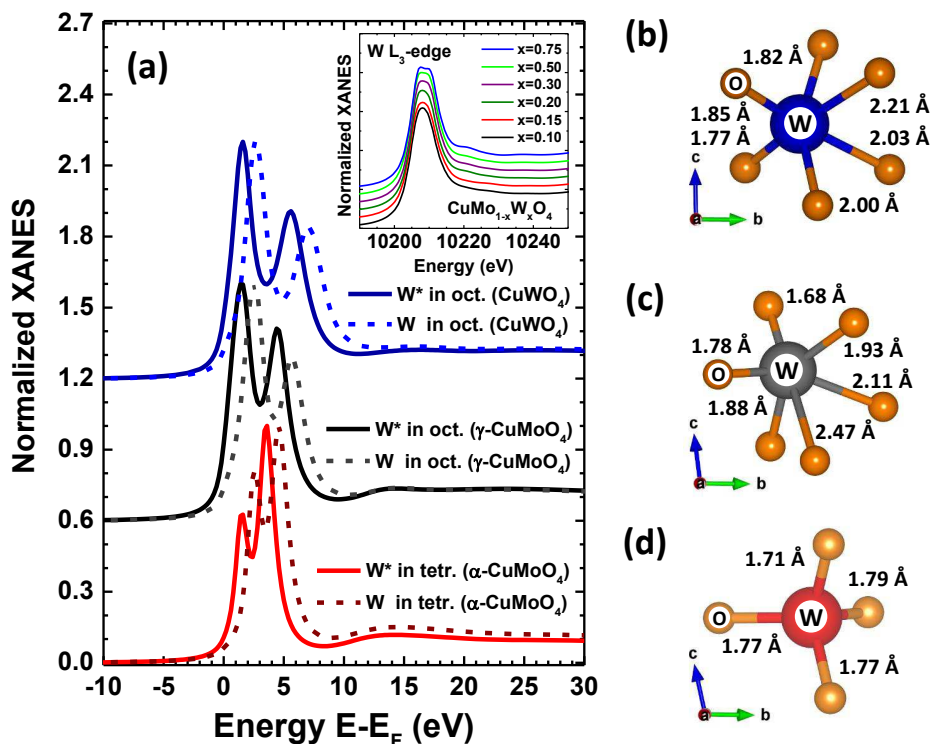 (a)
Normalized XANES
2.7
2.4
2.1
1.8
1.5
1.2
0.9
0.6
0.3
0.0
-10 -5 0 5 10 15 20 25 30
Energy E-E_F (eV)
W* in oct. (CuWO₄)
W in oct. (CuWO₄)
W* in oct. (γ-CuMoO₄)
W in oct. (γ-CuMoO₄)
W* in tetr. (α-CuMoO₄)
W in tetr. (α-CuMoO₄)
Normalized XANES
W L₃-edge
x=0.75
x=0.50
x=0.30
x=0.20
x=0.15
x=0.10
CuMo₁₋ₓWₓO₄
10200 10220 10240
Energy (eV)
(b)
1.82 Å
O
W
1.85 Å
1.77 Å
2.21 Å
2.03 Å
2.00 Å
c
a
b
(c)
1.68 Å
1.78 Å
O
W
1.93 Å
2.11 Å
1.88 Å
2.47 Å
c
a
b
(d)
1.71 Å
1.79 Å
O
W
1.77 Å
1.77 Å
c
a
b